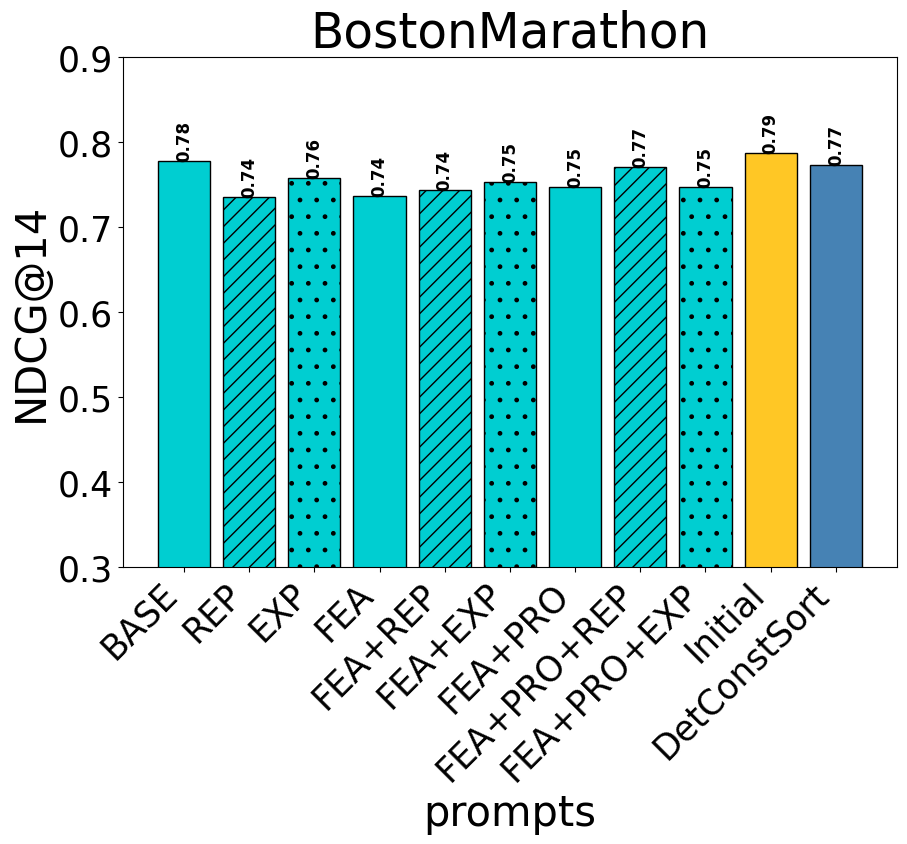 BostonMarathon
NDCG@14
0.9
0.8
0.7
0.6
0.5
0.4
0.3
0.78
0.74
0.76
0.74
0.74
0.75
0.75
0.77
0.75
0.79
0.77
BASE
REP
EXP
FEA
FEA+REP
FEA+EXP
FEA+PRO
FEA+PRO+REP
FEA+PRO+EXP
Initial
DetConstSort
prompts